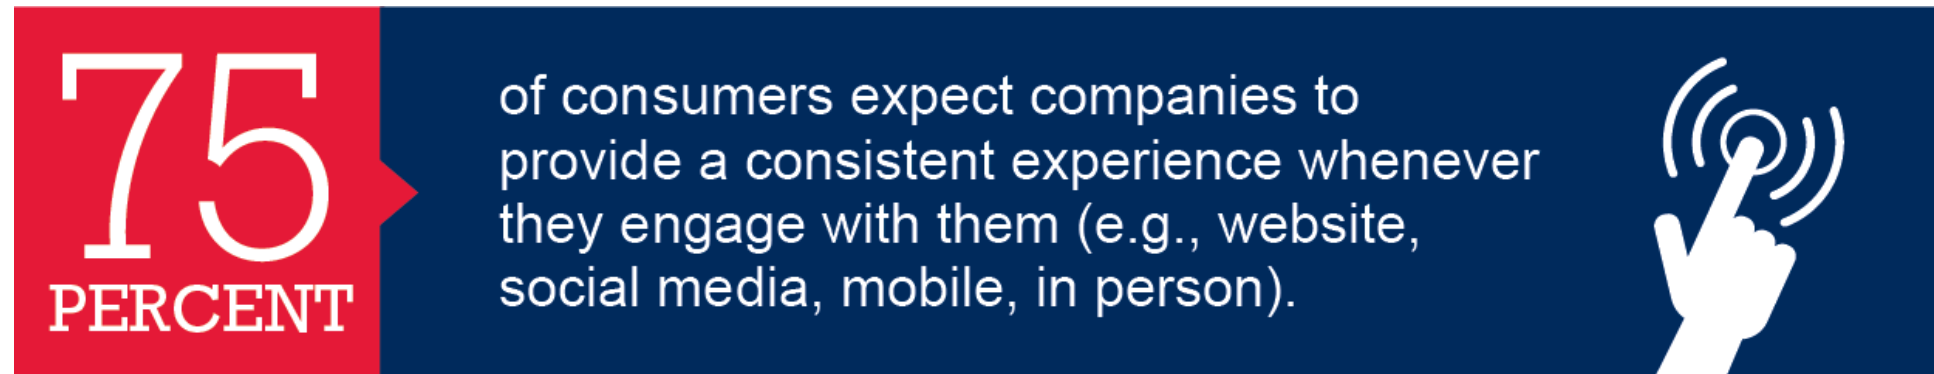 75
PERCENT
of consumers expect companies to
provide a consistent experience whenever
they engage with them (e.g., website,
social media, mobile, in person).